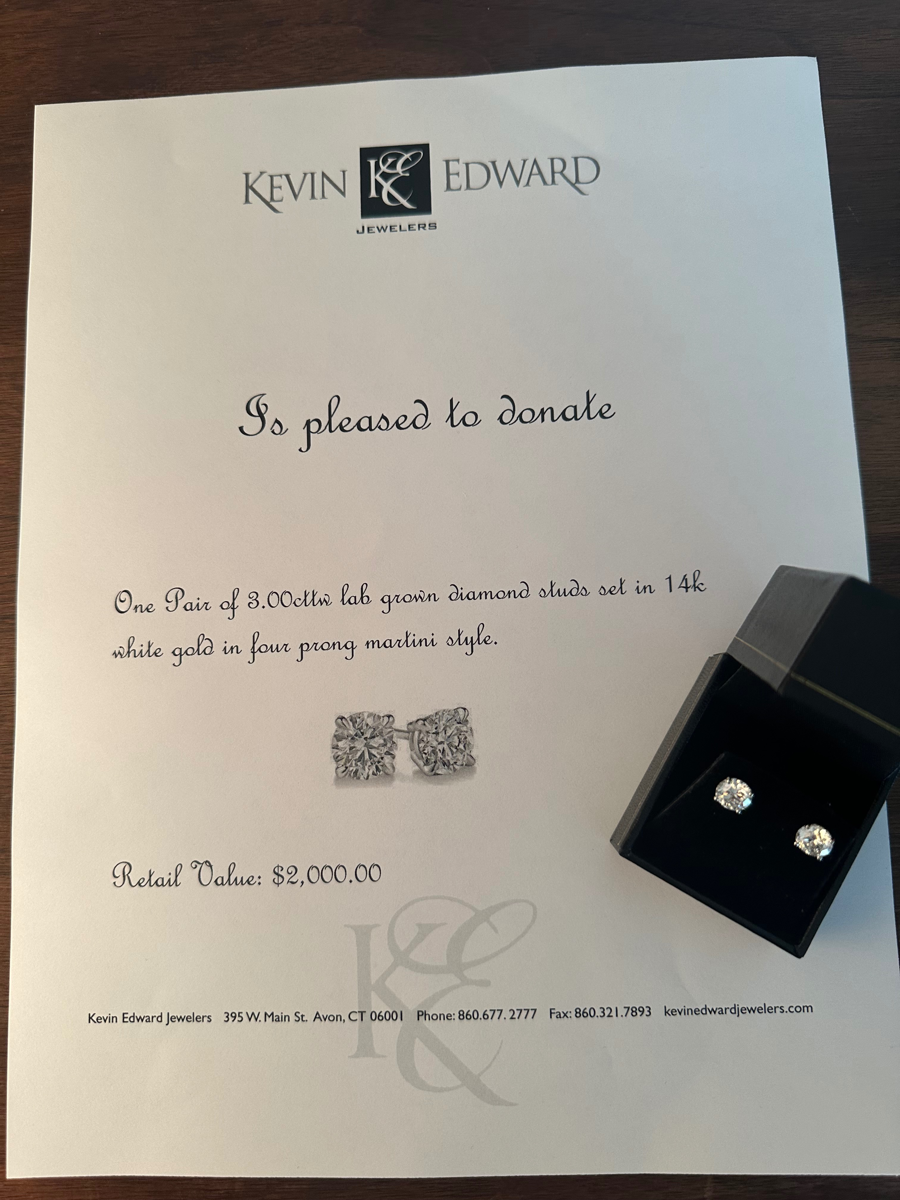 KEVIN KE EDWARD
JEWELERS
Is pleased to donate
One Pair of 3.00cttw lab grown diamond studs set in 14k
white gold in four prong martini style.
Retail Value: $2,000.00
KE
Kevin Edward Jewelers 395 W. Main St. Avon, CT 06001 Phone: 860.677.2777 Fax: 860.321.7893 kevinedwardjewelers.com